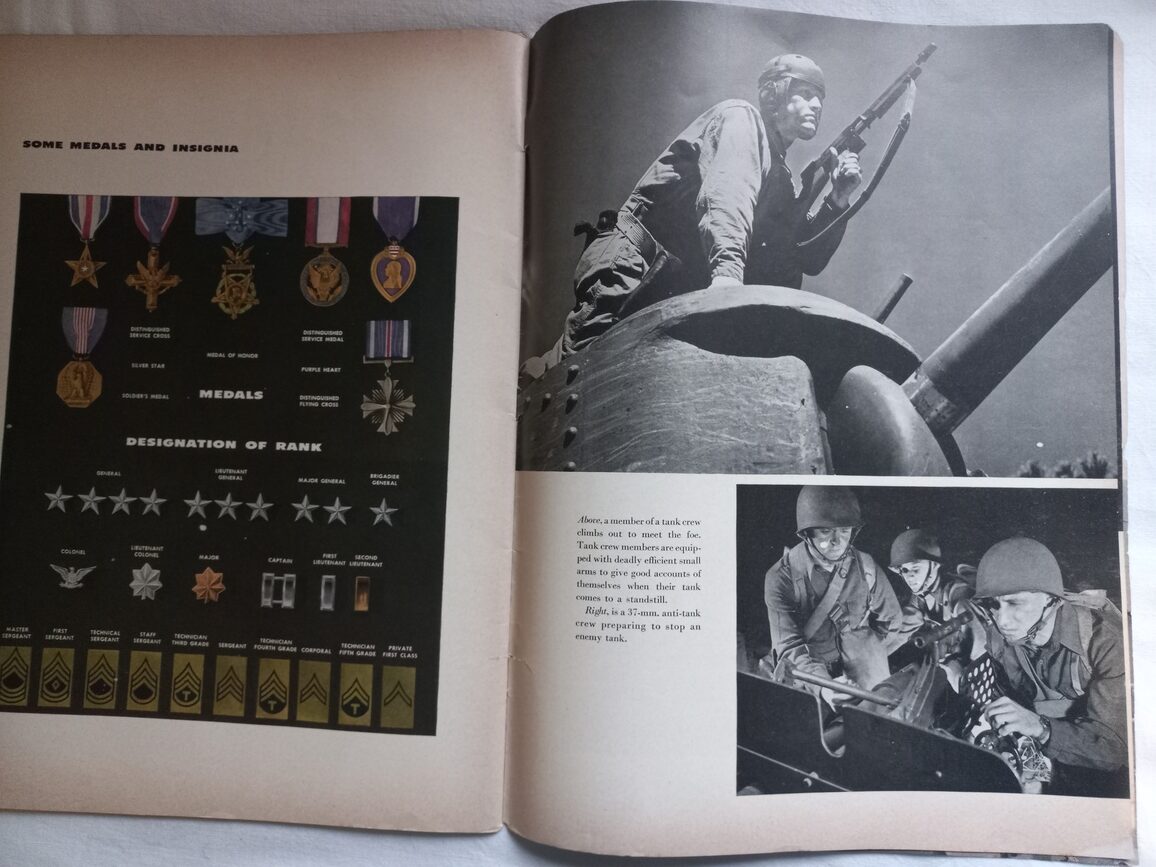 SOME MEDALS AND INSIGNIA
DISTINGUISHED
SERVICE CROSS
DISTINGUISHED
SERVICE MEDAL
MEDAL OF HONOR
SILVER STAR
PURPLE HEART
SOLDIER'S MEDAL
MEDALS
DISTINGUISHED
FLYING CROSS
DESIGNATION OF RANK
GENERAL
LIEUTENANT
GENERAL
MAJOR GENERAL
BRIGADIER
GENERAL
COLONEL
LIEUTENANT
COLONEL
MAJOR
CAPTAIN
FIRST
LIEUTENANT
SECOND
LIEUTENANT
MASTER
SERGEANT
FIRST
SERGEANT
TECHNICAL
SERGEANT
STAFF
SERGEANT
TECHNICIAN
THIRD GRADE
SERGEANT
TECHNICIAN
FOURTH GRADE
CORPORAL
TECHNICIAN
FIFTH GRADE
PRIVATE
FIRST CLASS
Above, a member of a tank crew
climbs out to meet the foe.
Tank crew members are equip-
ped with deadly efficient small
arms to give good accounts of
themselves when their tank
comes to a standstill.
Right, is a 37-mm. anti-tank
crew preparing to stop an
enemy tank.